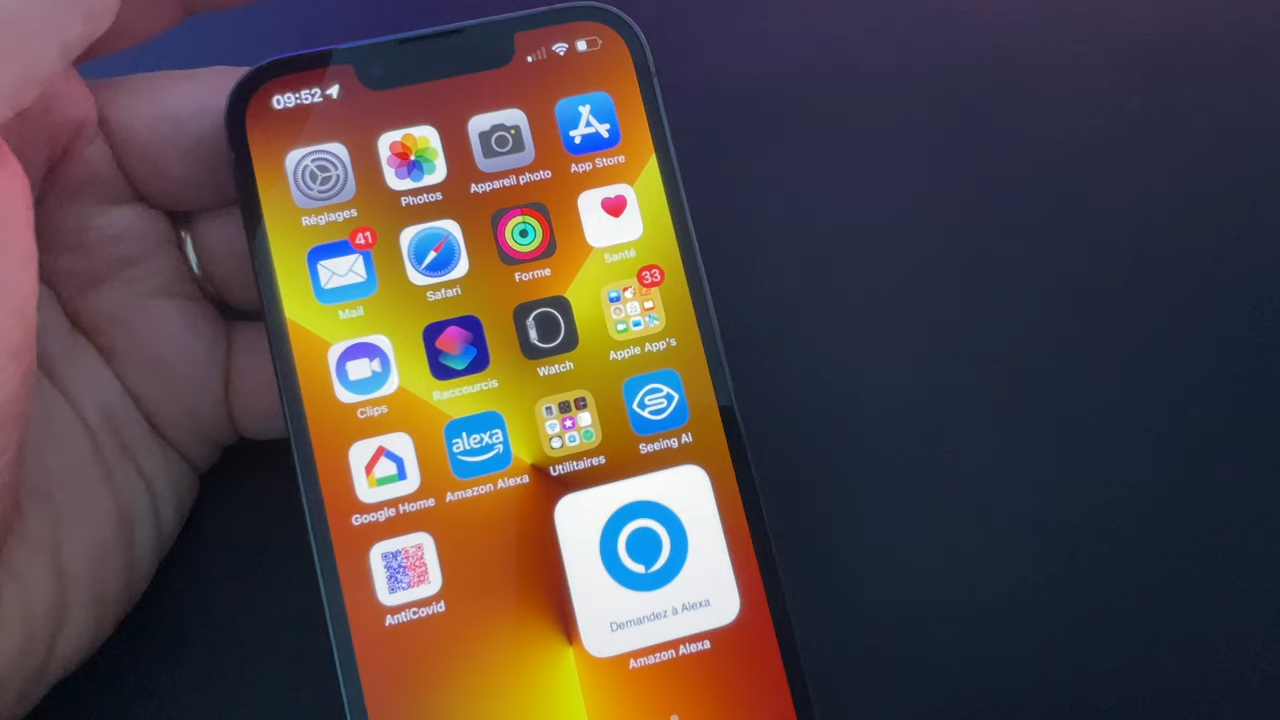 09:52
Réglages
Photos
Appareil photo
App Store
41
Mail
Safari
Forme
Santé
33
Clips
Raccourcis
Watch
Apple App's
Google Home
alexa
Amazon Alexa
Utilitaires
Seeing AI
AntiCovid
Demandez à Alexa
Amazon Alexa